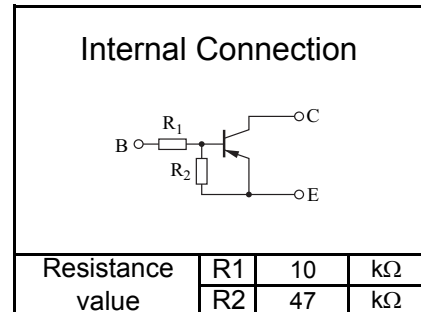 Internal Connection
C
R1
B
R2
E
Resistance value R1 10 kΩ
R2 47 kΩ